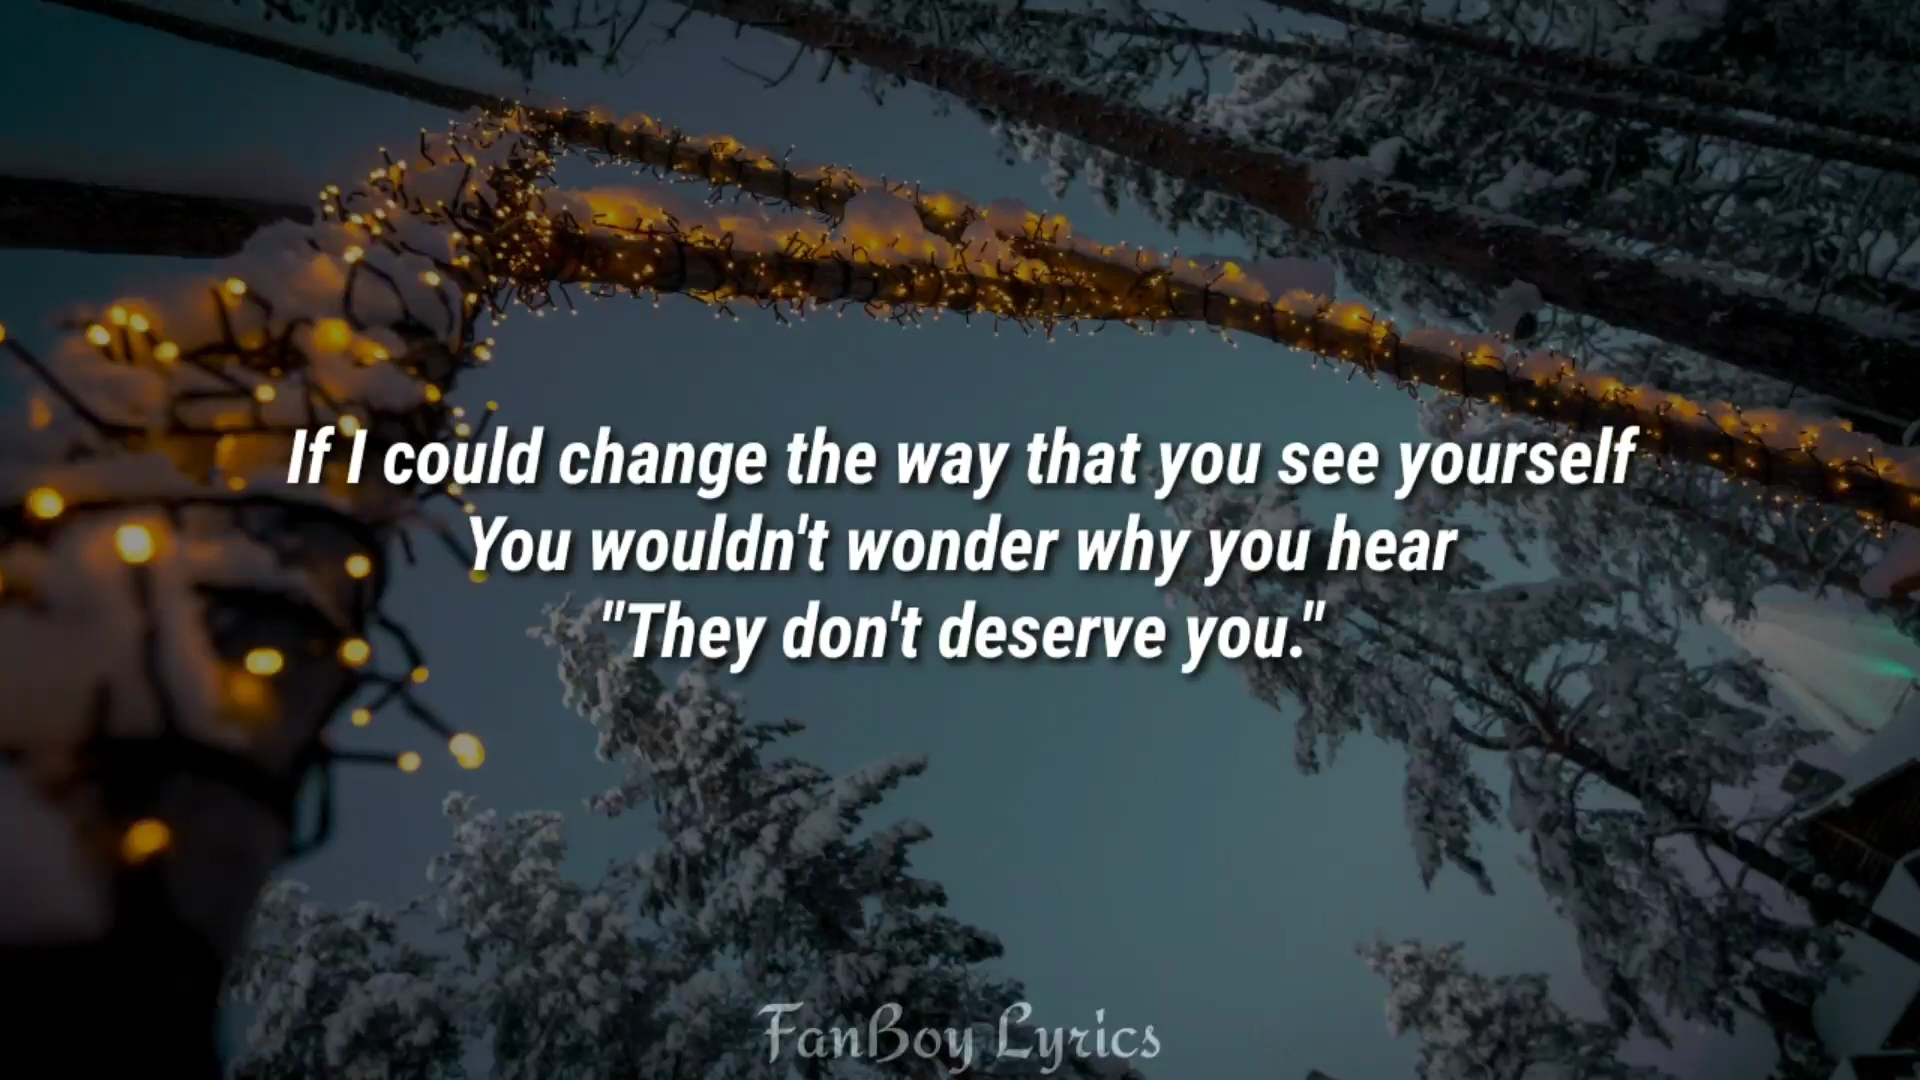 If I could change the way that you see yourself
You wouldn't wonder why you hear
"They don't deserve you."
FanBoy Lyrics